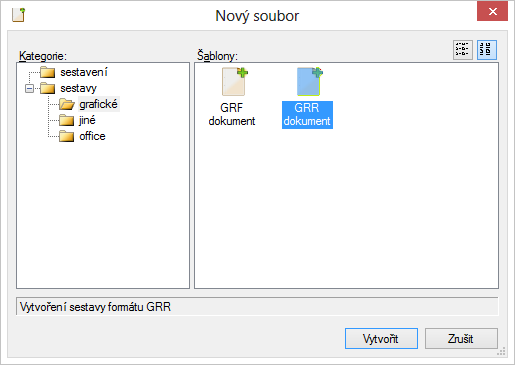 Nový soubor
Kategorie:
Šablony:
sestavení
sestavy
grafické
jiné
office
GRF
dokument
GRR
dokument
Vytvoření sestavy formátu GRR
Vytvořit
Zrušit